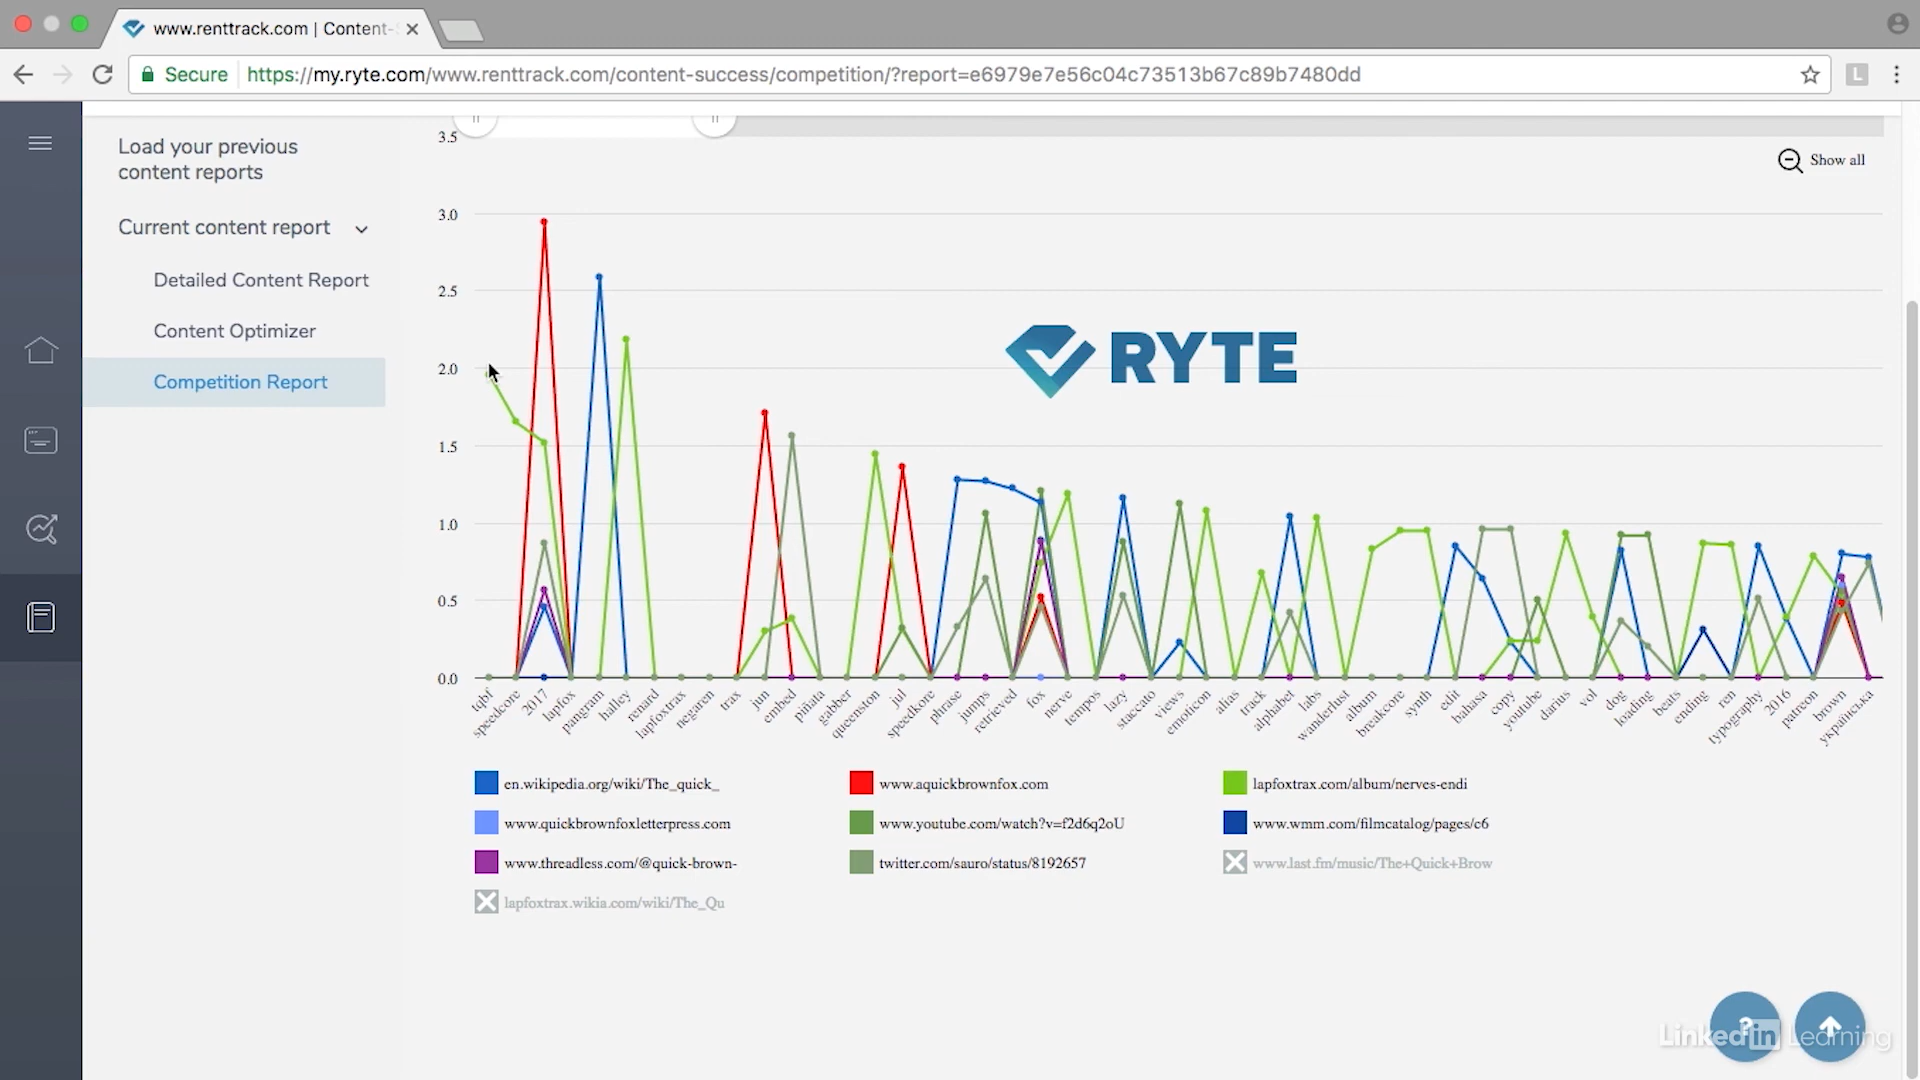 www.renttrack.com | Content-S
Secure
https://my.ryte.com/www.renttrack.com/content-success/competition/?report=e6979e7e56c04c73513b67c89b7480dd
L
Load your previous
content reports
Current content report
Detailed Content Report
Content Optimizer
Competition Report
Show all
3.5
3.0
2.5
2.0
1.5
1.0
0.5
0.0
RYTE
tqbf
speedcore
2017
lapfox
pangram
halley
renard
lapfoxtrax
negaren
trax
jun
embed
piñata
gabber
queenston
jul
speedkore
phrase
jumps
retrieved
fox
nerve
tempos
lazy
staccato
views
emoticon
alias
track
alphabet
labs
wanderlust
album
breakcore
synth
edit
bahasa
copy
youtube
darius
vol
dog
loading
beats
ending
ren
typography
2016
patreon
brown
українська
en.wikipedia.org/wiki/The_quick_
www.aquickbrownfox.com
lapfoxtrax.com/album/nerves-endi
www.quickbrownfoxletterpress.com
www.youtube.com/watch?v=f2d6q2oU
www.wmm.com/filmcatalog/pages/c6
www.threadless.com/@quick-brown-
twitter.com/sauro/status/8192657
www.last.fm/music/The+Quick+Brow
lapfoxtrax.wikia.com/wiki/The_Qu
?
Linked in Learning